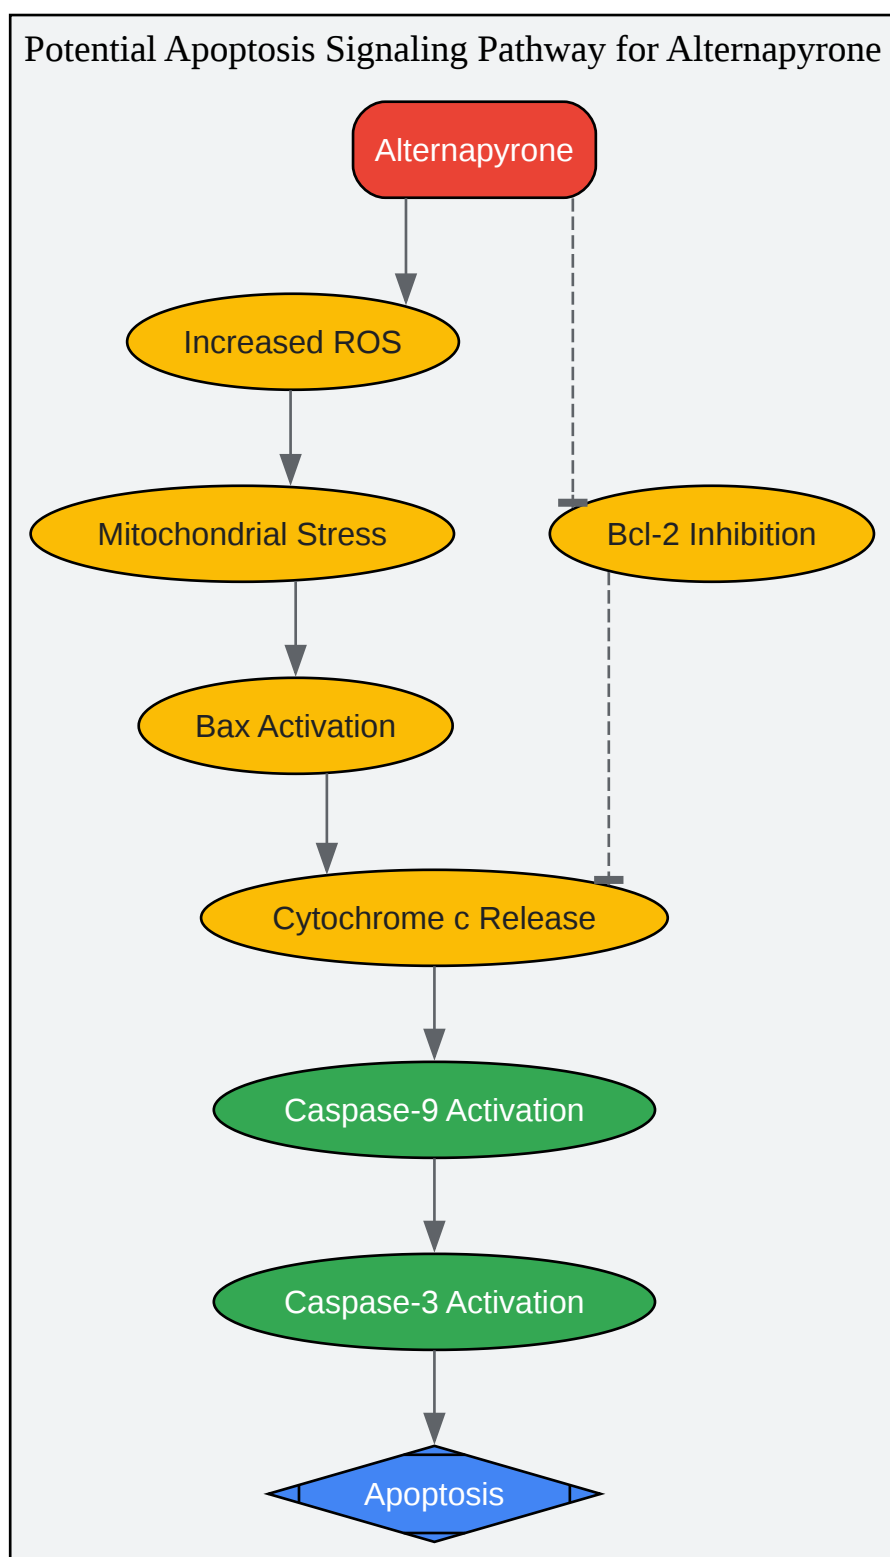 Potential Apoptosis Signaling Pathway for Alternapyrone
Alternapyrone
Increased ROS
Mitochondrial Stress
Bcl-2 Inhibition
Bax Activation
Cytochrome c Release
Caspase-9 Activation
Caspase-3 Activation
Apoptosis